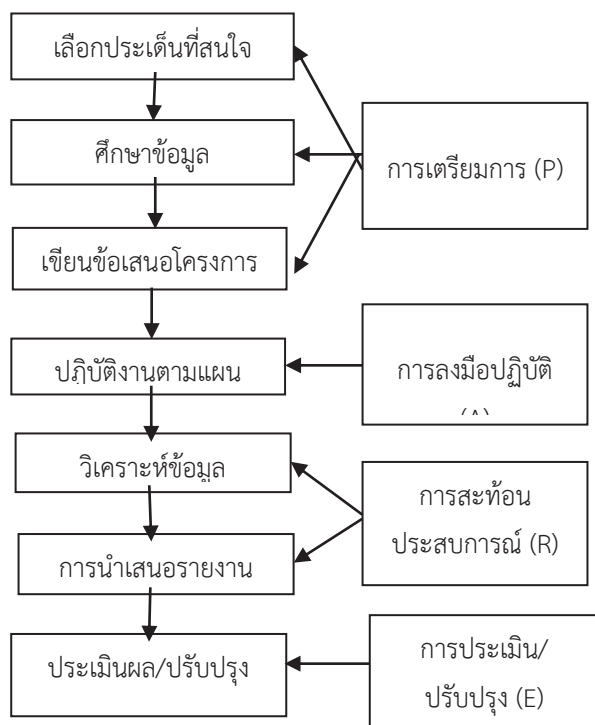 เลือกประเด็นที่สนใจ
ศึกษาข้อมูล
เขียนข้อเสนอโครงการ
ปฏิบัติงานตามแผน
วิเคราะห์ข้อมูล
การนำเสนอรายงาน
ประเมินผล/ปรับปรุง
การเตรียมการ (P)
การลงมือปฏิบัติ
(A)
การสะท้อน
ประสบการณ์ (R)
การประเมิน/
ปรับปรุง (E)